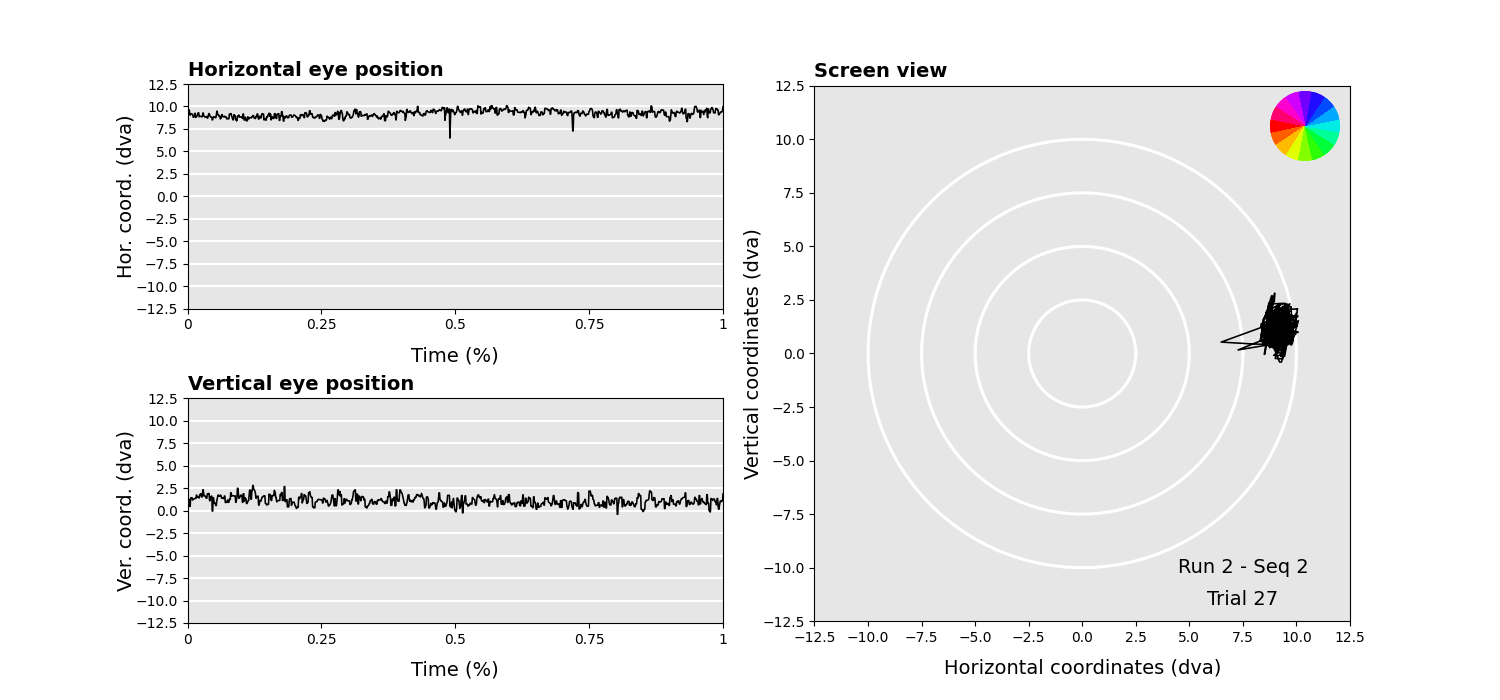 Horizontal eye position
12.5
10.0
7.5
5.0
2.5
0.0
−2.5
−5.0
−7.5
−10.0
−12.5
Hor. coord. (dva)
0 0.25 0.5 0.75 1
Time (%)
Vertical eye position
12.5
10.0
7.5
5.0
2.5
0.0
−2.5
−5.0
−7.5
−10.0
−12.5
Ver. coord. (dva)
0 0.25 0.5 0.75 1
Time (%)
Screen view
12.5
10.0
7.5
5.0
2.5
0.0
−2.5
−5.0
−7.5
−10.0
−12.5
Vertical coordinates (dva)
Run 2 - Seq 2
Trial 27
−12.5 −10.0 −7.5 −5.0 −2.5 0.0 2.5 5.0 7.5 10.0 12.5
Horizontal coordinates (dva)